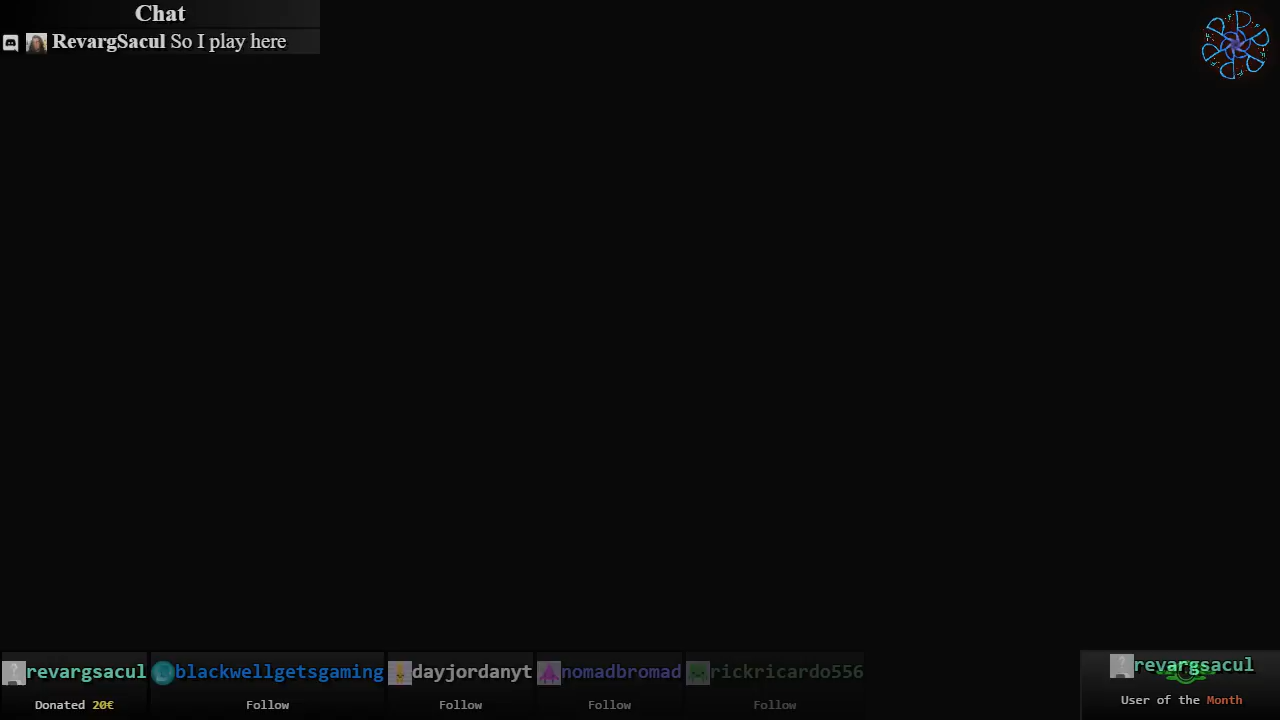 Chat
RevargSacul So I play here
revargsacul blackwellgetsgaming dayjordanyt nomadbromad rickricardo556
Donated 20€ Follow Follow Follow Follow
revargsacul
User of the Month